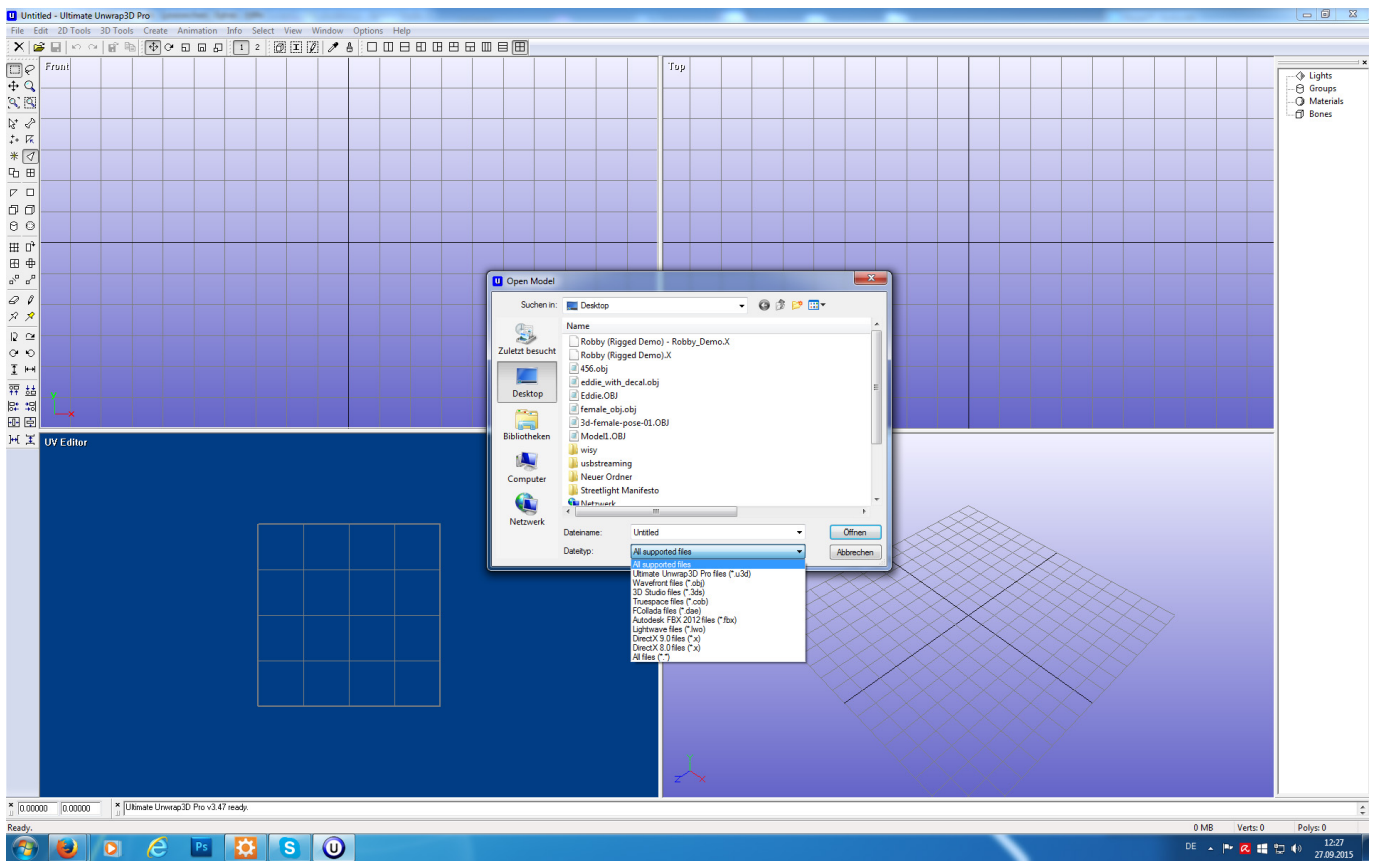 Untitled - Ultimate Unwrap3D Pro
File Edit 2D Tools 3D Tools Create Animation Info Select View Window Options Help
1 2
Front
Top
Lights
Groups
Materials
Bones
Open Model
Suchen in: Desktop
Name
Zuletzt besucht
Desktop
Bibliotheken
Computer
Netzwerk
Robby (Rigged Demo) - Robby_Demo.X
Robby (Rigged Demo).X
456.obj
eddie_with_decal.obj
Eddie.OBJ
female_obj.obj
3d-female-pose-01.OBJ
Model1.OBJ
wisy
usbstreaming
Neuer Ordner
Streetlight Manifesto
Netzwerk
Dateiname: Untitled Öffnen
Dateityp: All supported files Abbrechen
All supported files
Ultimate Unwrap3D Pro files (*.u3d)
Wavefront files (*.obj)
3D Studio files (*.3ds)
Truespace files (*.cob)
FCollada files (*.dae)
Autodesk FBX 2012 files (*.fbx)
Lightwave files (*.lwo)
DirectX 9.0 files (*.x)
DirectX 8.0 files (*.x)
All files (*.*)
y
x
UV Editor
z x
0.00000 0.00000 Ultimate Unwrap3D Pro v3.47 ready.
Ready. 0 MB Verts: 0 Polys: 0
Ps S U DE 12:27
27.09.2015